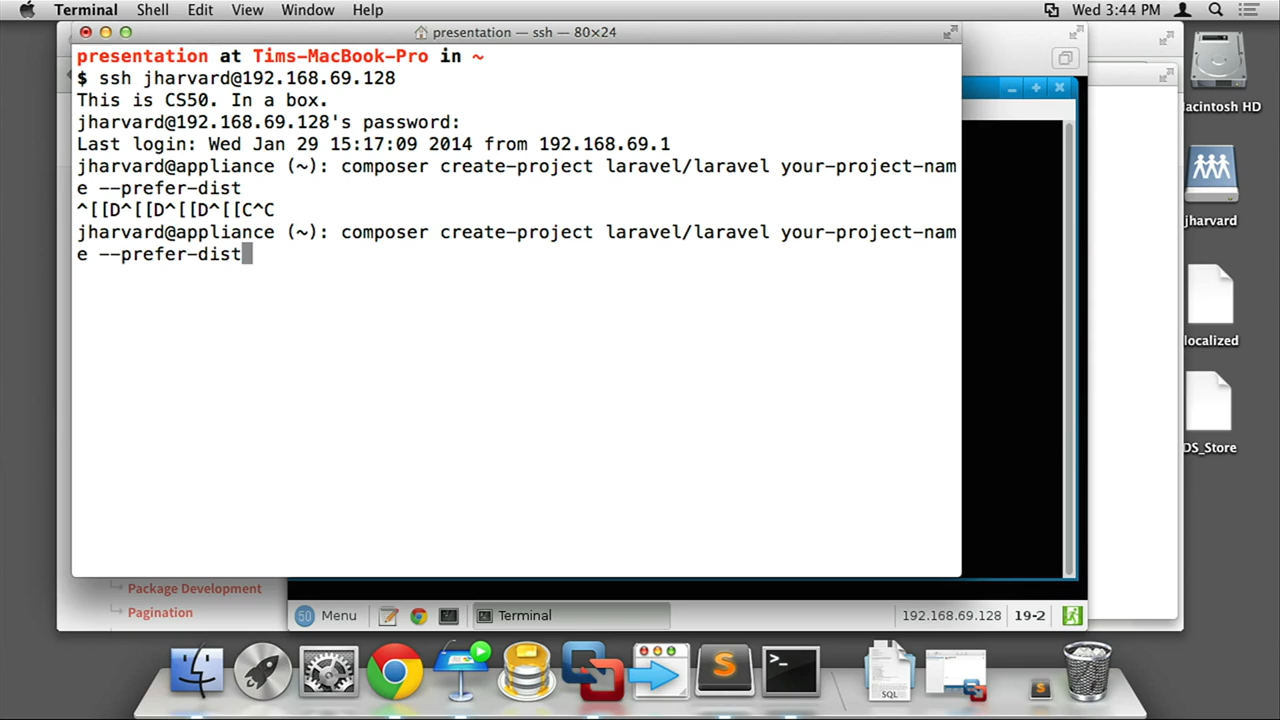 Terminal Shell Edit View Window Help Wed 3:44 PM
presentation — ssh — 80×24
presentation at Tims-MacBook-Pro in ~
$ ssh jharvard@192.168.69.128
This is CS50. In a box.
jharvard@192.168.69.128's password:
Last login: Wed Jan 29 15:17:09 2014 from 192.168.69.1
jharvard@appliance (~): composer create-project laravel/laravel your-project-nam
e --prefer-dist
^[[D^[[D^[[D^[[C^C
jharvard@appliance (~): composer create-project laravel/laravel your-project-nam
e --prefer-dist
acintosh HD
jharvard
localized
DS_Store
Package Development
Pagination
50 Menu Terminal 192.168.69.128 19-2
S >_ SQL S